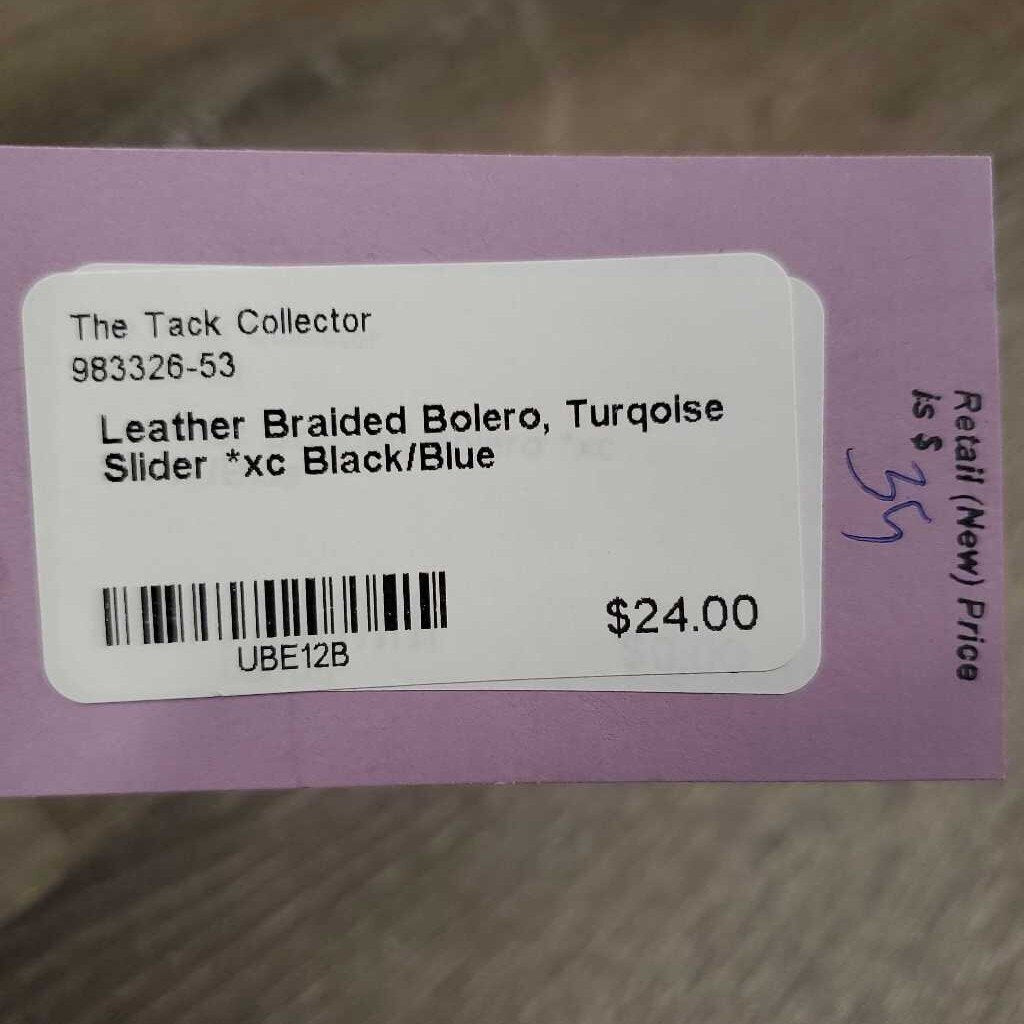 The Tack Collector
983326-53
Leather Braided Bolero, Turqoise
Slider *xc Black/Blue
UBE12B
$24.00
Retail (New) Price
is $